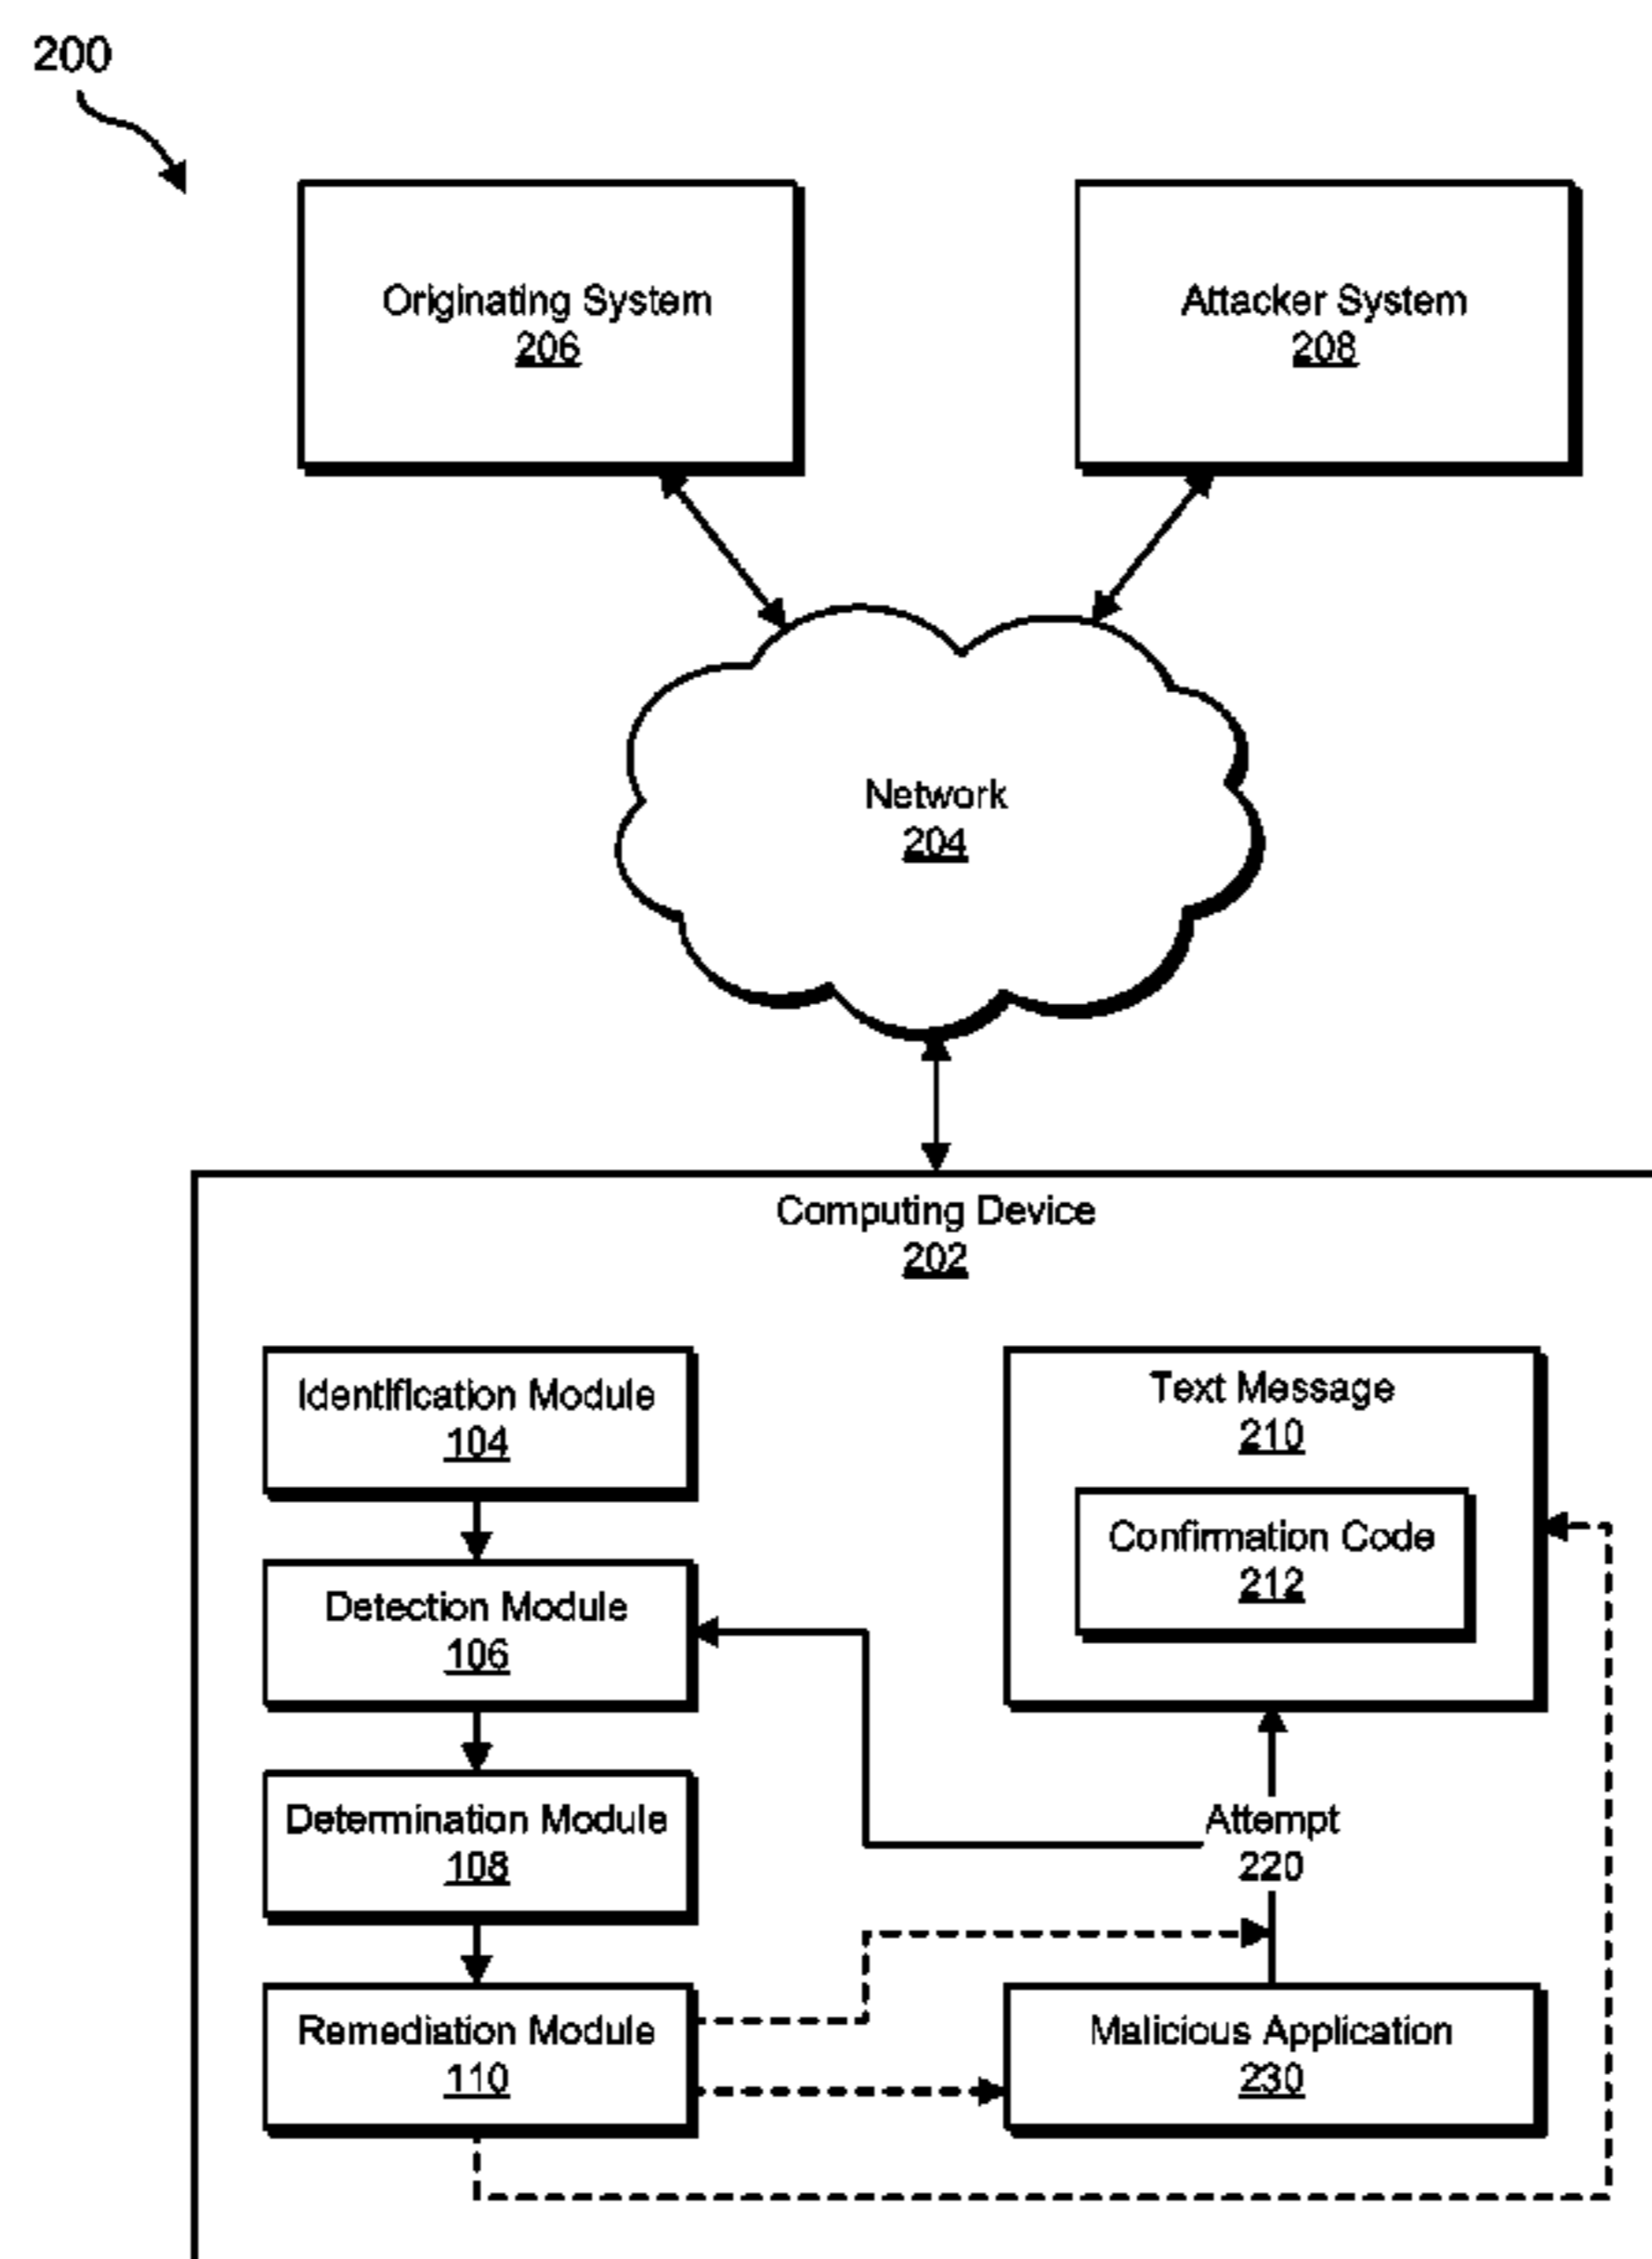 200
Originating System
206
Attacker System
208
Network
204
Computing Device
202
Identification Module
104
Text Message
210
Confirmation Code
212
Detection Module
106
Determination Module
108
Attempt
220
Remediation Module
110
Malicious Application
230